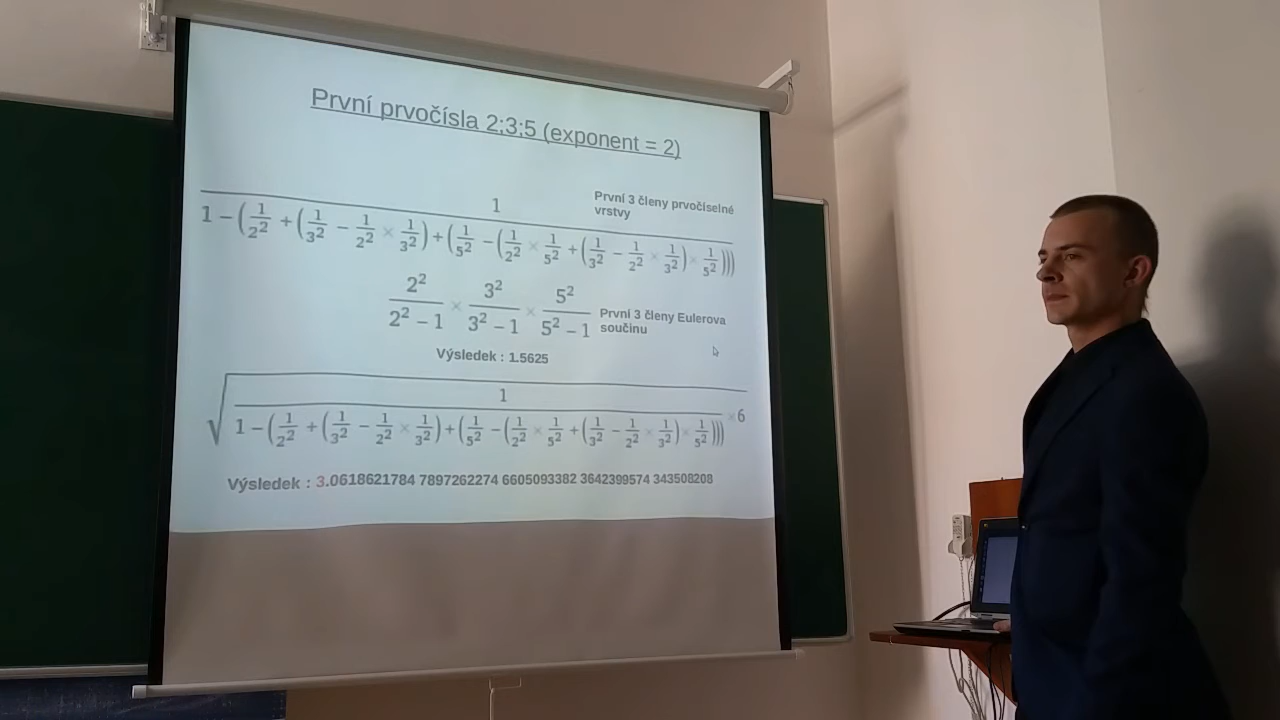 První prvočísla 2;3;5 (exponent = 2)
První 3 členy prvočíselné
vrstvy
1
1 − (1/2² + (1/3² − 1/2² × 1/3²) + (1/5² − (1/2² × 1/5² + (1/3² − 1/2² × 1/3²) × 1/5²)))
2²/(2² − 1) × 3²/(3² − 1) × 5²/(5² − 1)
První 3 členy Eulerova
součinu
Výsledek : 1.5625
√ 1 / (1 − (1/2² + (1/3² − 1/2² × 1/3²) + (1/5² − (1/2² × 1/5² + (1/3² − 1/2² × 1/3²) × 1/5²)))) × 6
Výsledek : 3.0618621784 7897262274 6605093382 3642399574 343508208